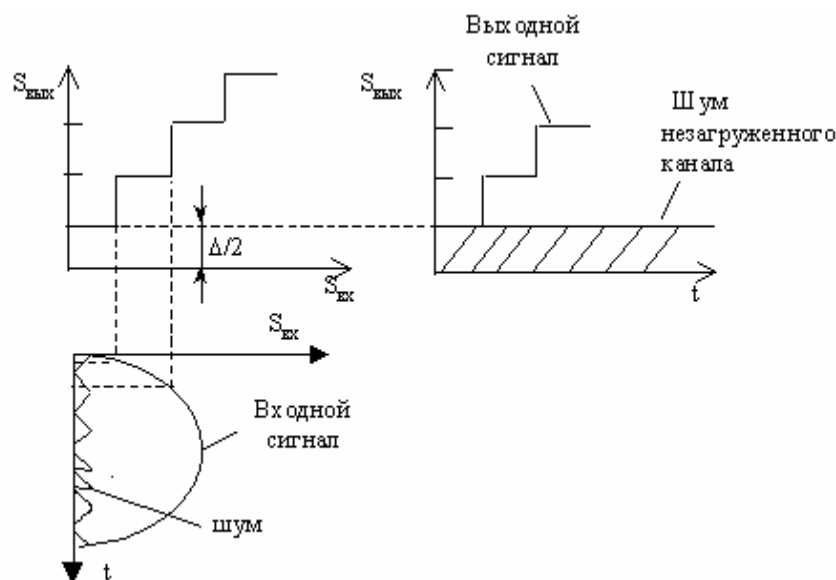 Выходной
сигнал
Sвых
Sвых
Шум
незагруженного
канала
Δ/2
Sвх
t
Sвх
Входной
сигнал
шум
t